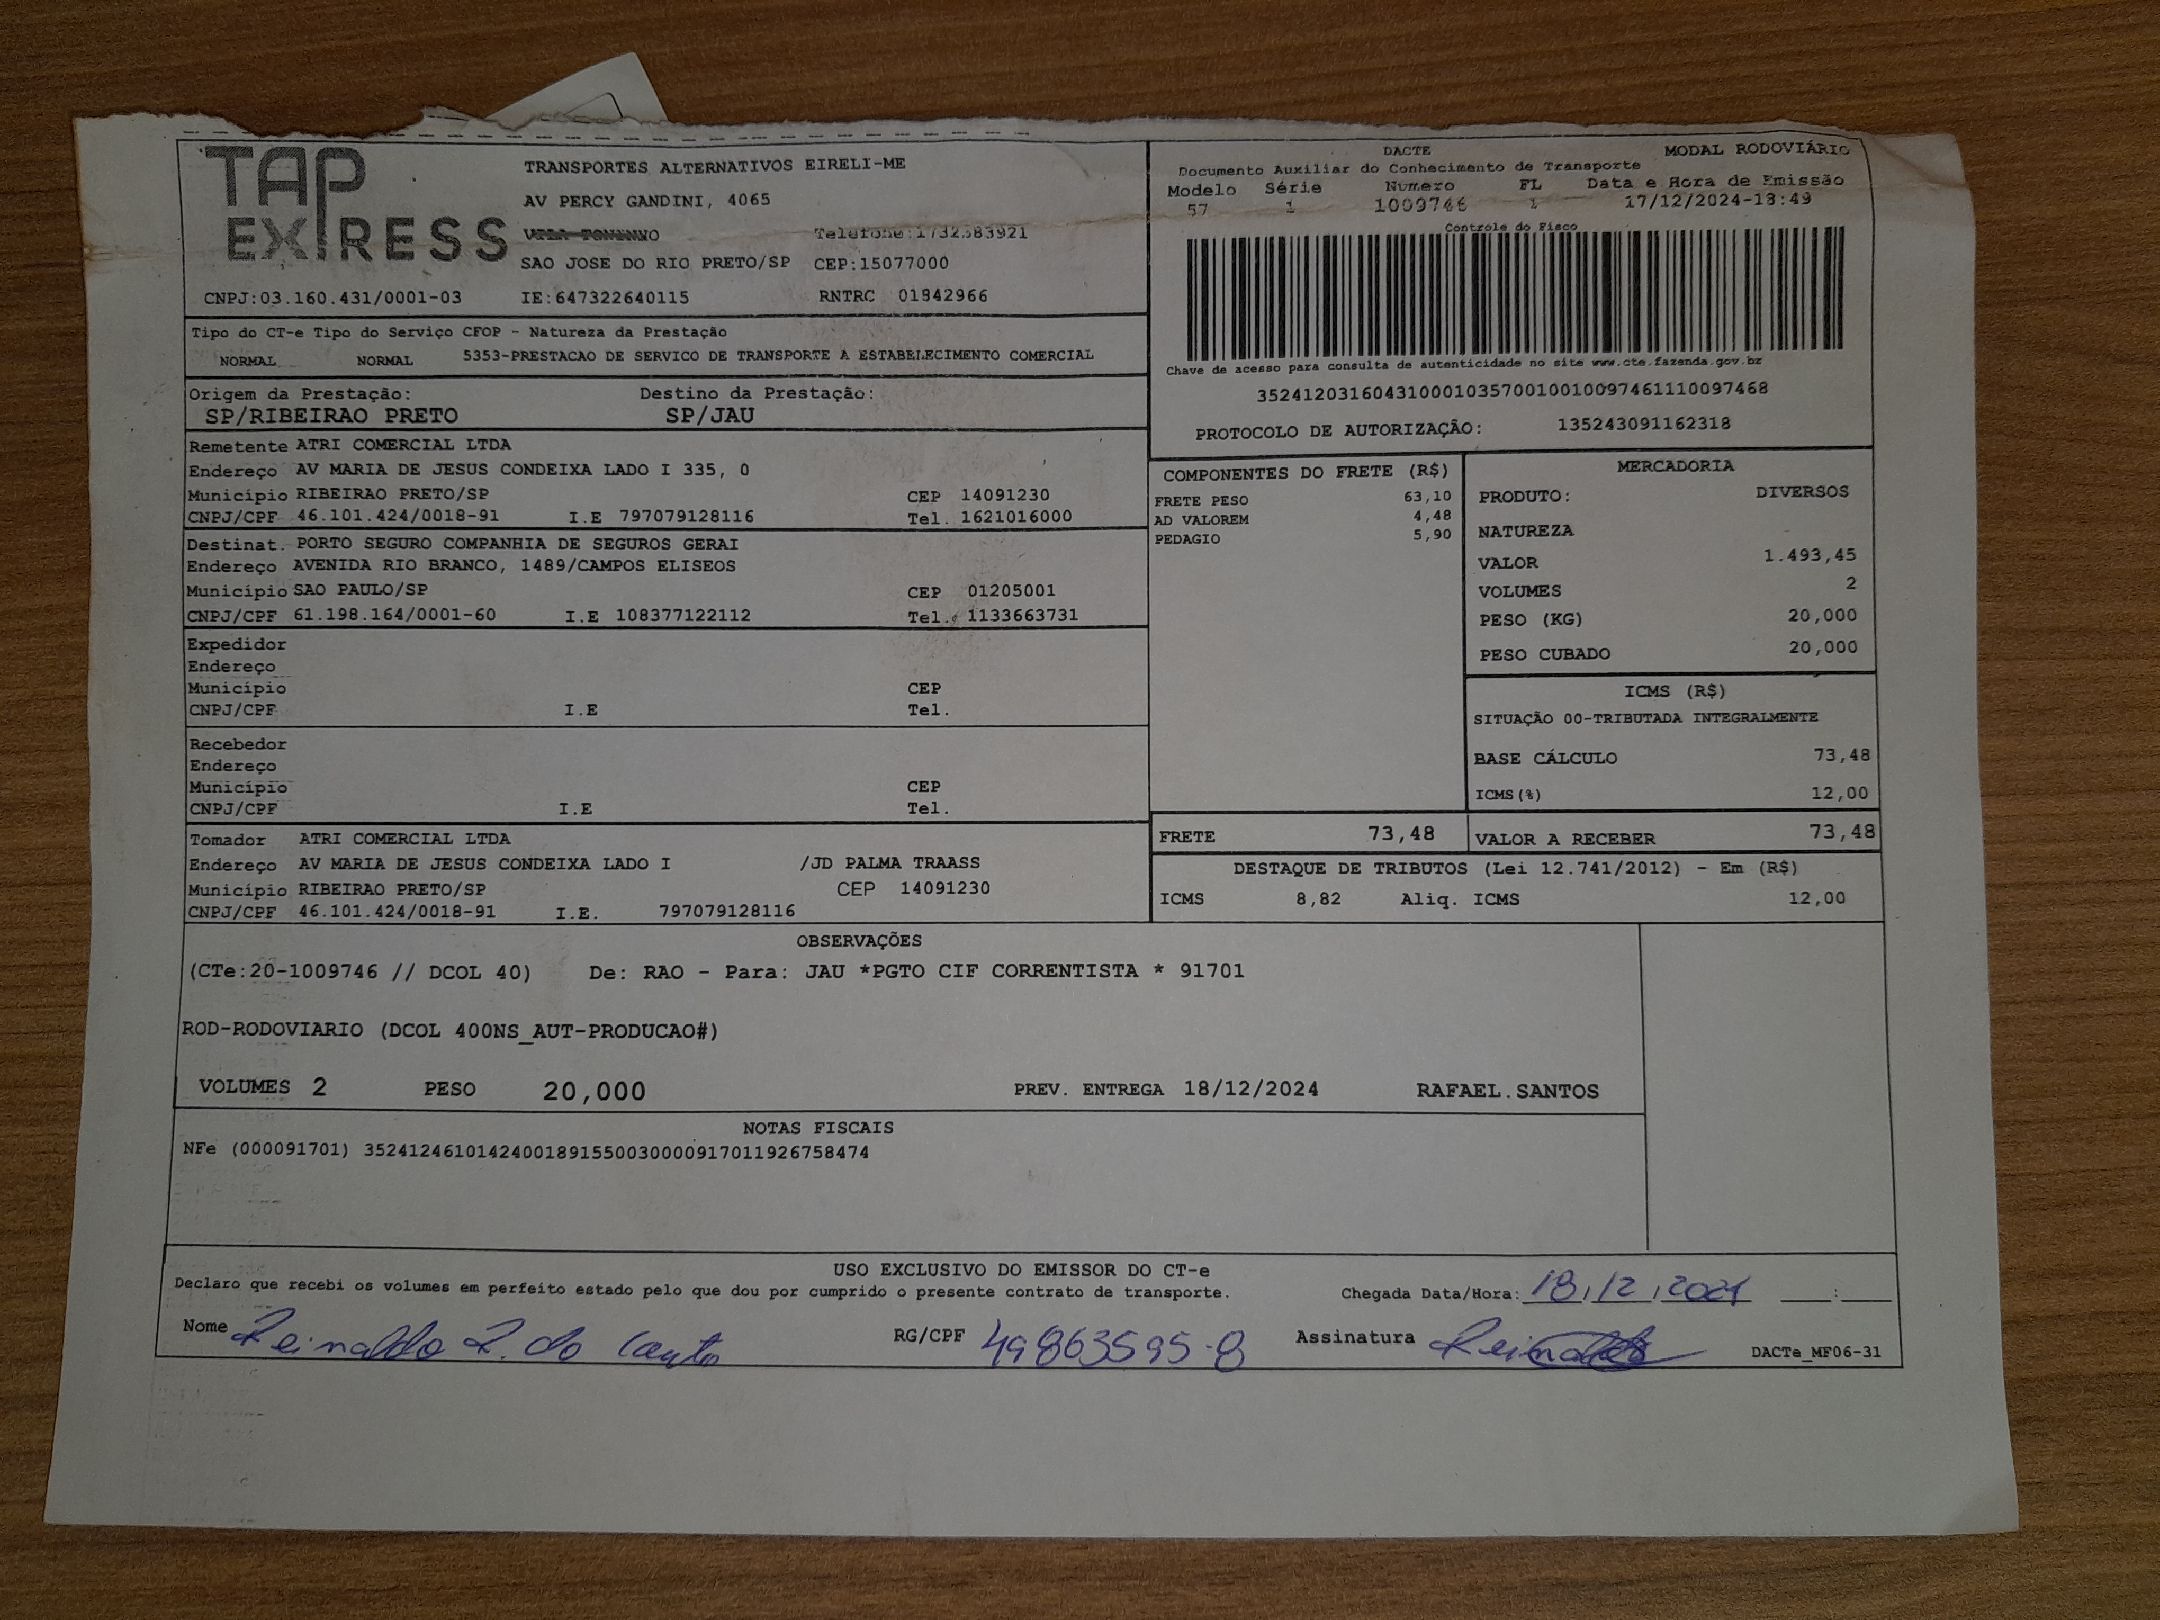 TAP EXPRESS
TRANSPORTES ALTERNATIVOS EIRELI-ME
AV PERCY GANDINI, 4065
Telefone:1732583921
SAO JOSE DO RIO PRETO/SP CEP:15077000
CNPJ:03.160.431/0001-03 IE:647322640115 RNTRC 01842966
DACTE MODAL RODOVIÁRIO
Documento Auxiliar do Conhecimento de Transporte
Modelo Série Numero FL Data e Hora de Emissão
57 1 1009746 1 17/12/2024-18:49
Controle do Fisco
Chave de acesso para consulta de autenticidade no site www.cte.fazenda.gov.br
35241203160431000103570010010097461110097468
PROTOCOLO DE AUTORIZAÇÃO: 135243091162318
Tipo do CT-e Tipo do Serviço CFOP - Natureza da Prestação
NORMAL NORMAL 5353-PRESTACAO DE SERVICO DE TRANSPORTE A ESTABELECIMENTO COMERCIAL
Origem da Prestação: Destino da Prestação:
SP/RIBEIRAO PRETO SP/JAU
Remetente ATRI COMERCIAL LTDA
Endereço AV MARIA DE JESUS CONDEIXA LADO I 335, 0
Município RIBEIRAO PRETO/SP CEP 14091230
CNPJ/CPF 46.101.424/0018-91 I.E 797079128116 Tel. 1621016000
Destinat. PORTO SEGURO COMPANHIA DE SEGUROS GERAI
Endereço AVENIDA RIO BRANCO, 1489/CAMPOS ELISEOS
Município SAO PAULO/SP CEP 01205001
CNPJ/CPF 61.198.164/0001-60 I.E 108377122112 Tel. 1133663731
Expedidor
Endereço
Município CEP
CNPJ/CPF I.E Tel.
Recebedor
Endereço
Município CEP
CNPJ/CPF I.E Tel.
Tomador ATRI COMERCIAL LTDA
Endereço AV MARIA DE JESUS CONDEIXA LADO I /JD PALMA TRAASS
Município RIBEIRAO PRETO/SP CEP 14091230
CNPJ/CPF 46.101.424/0018-91 I.E. 797079128116
COMPONENTES DO FRETE (R$)
FRETE PESO 63,10
AD VALOREM 4,48
PEDAGIO 5,90
MERCADORIA
PRODUTO: DIVERSOS
NATUREZA
VALOR 1.493,45
VOLUMES 2
PESO (KG) 20,000
PESO CUBADO 20,000
ICMS (R$)
SITUAÇÃO 00-TRIBUTADA INTEGRALMENTE
BASE CÁLCULO 73,48
ICMS(%) 12,00
FRETE 73,48 VALOR A RECEBER 73,48
DESTAQUE DE TRIBUTOS (Lei 12.741/2012) - Em (R$)
ICMS 8,82 Aliq. ICMS 12,00
OBSERVAÇÕES
(CTe:20-1009746 // DCOL 40) De: RAO - Para: JAU *PGTO CIF CORRENTISTA * 91701
ROD-RODOVIARIO (DCOL 400NS_AUT-PRODUCAO#)
VOLUMES 2 PESO 20,000 PREV. ENTREGA 18/12/2024 RAFAEL.SANTOS
NOTAS FISCAIS
NFe (000091701) 35241246101424001891550030000917011926758474
USO EXCLUSIVO DO EMISSOR DO CT-e
Declaro que recebi os volumes em perfeito estado pelo que dou por cumprido o presente contrato de transporte. Chegada Data/Hora: 18,12,2024 :
Nome Reinaldo R. do Canto RG/CPF 49863595-8 Assinatura Reinaldo DACTe_MF06-31